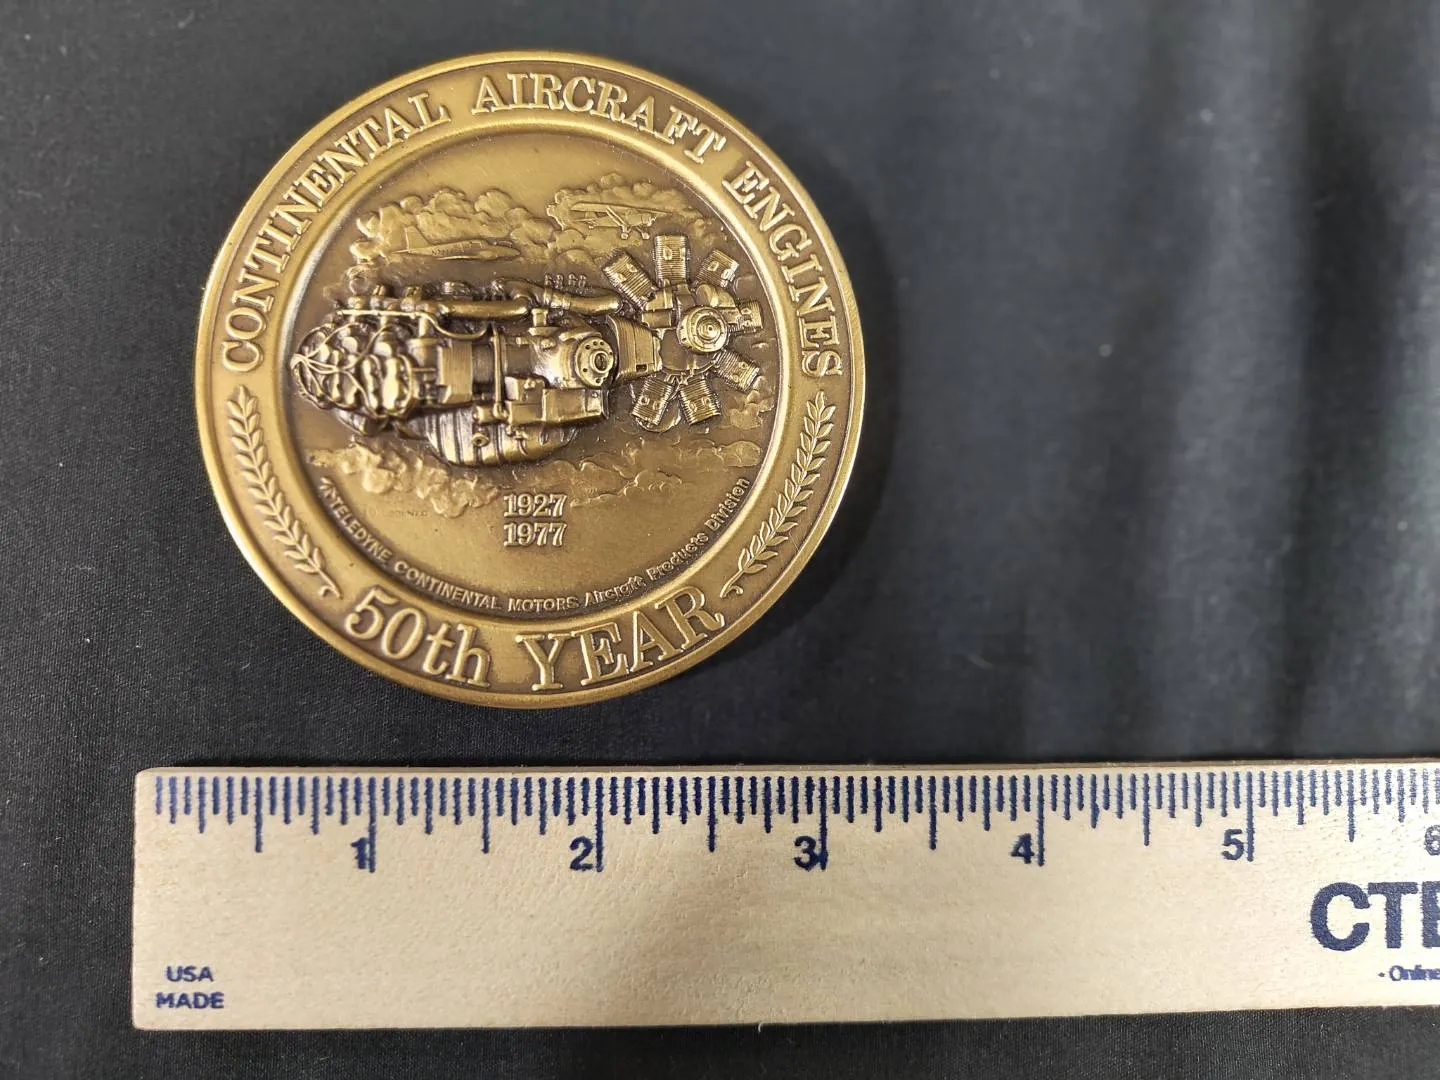 CONTINENTAL AIRCRAFT ENGINES
1927
1977
TELEDYNE CONTINENTAL MOTORS Aircraft Products Division
50th YEAR
1 2 3 4 5 6
USA
MADE